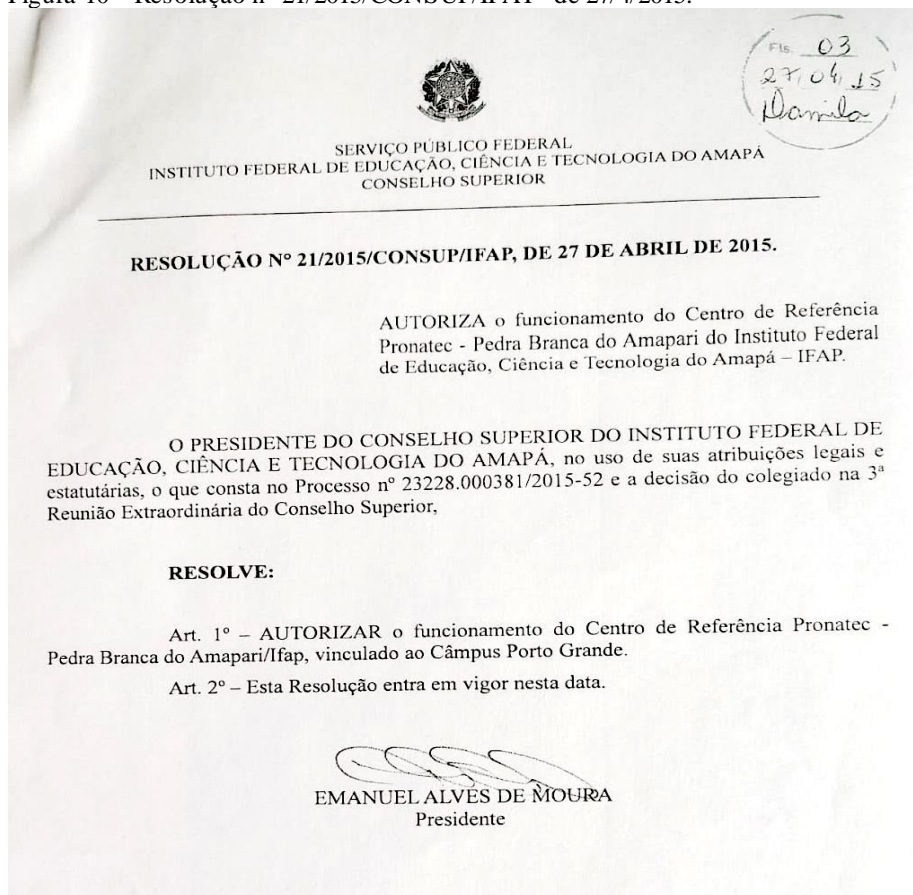 Figura 10 – Resolução nº 21/2015/CONSUP/IFAP de 27/4/2015.
Fls. 03
27/04/15
Damila
SERVIÇO PÚBLICO FEDERAL
INSTITUTO FEDERAL DE EDUCAÇÃO, CIÊNCIA E TECNOLOGIA DO AMAPÁ
CONSELHO SUPERIOR
RESOLUÇÃO Nº 21/2015/CONSUP/IFAP, DE 27 DE ABRIL DE 2015.
AUTORIZA o funcionamento do Centro de Referência
Pronatec - Pedra Branca do Amapari do Instituto Federal
de Educação, Ciência e Tecnologia do Amapá – IFAP.
O PRESIDENTE DO CONSELHO SUPERIOR DO INSTITUTO FEDERAL DE
EDUCAÇÃO, CIÊNCIA E TECNOLOGIA DO AMAPÁ, no uso de suas atribuições legais e
estatutárias, o que consta no Processo nº 23228.000381/2015-52 e a decisão do colegiado na 3ª
Reunião Extraordinária do Conselho Superior,
RESOLVE:
Art. 1º – AUTORIZAR o funcionamento do Centro de Referência Pronatec -
Pedra Branca do Amapari/Ifap, vinculado ao Câmpus Porto Grande.
Art. 2º – Esta Resolução entra em vigor nesta data.
EMANUEL ALVES DE MOURA
Presidente